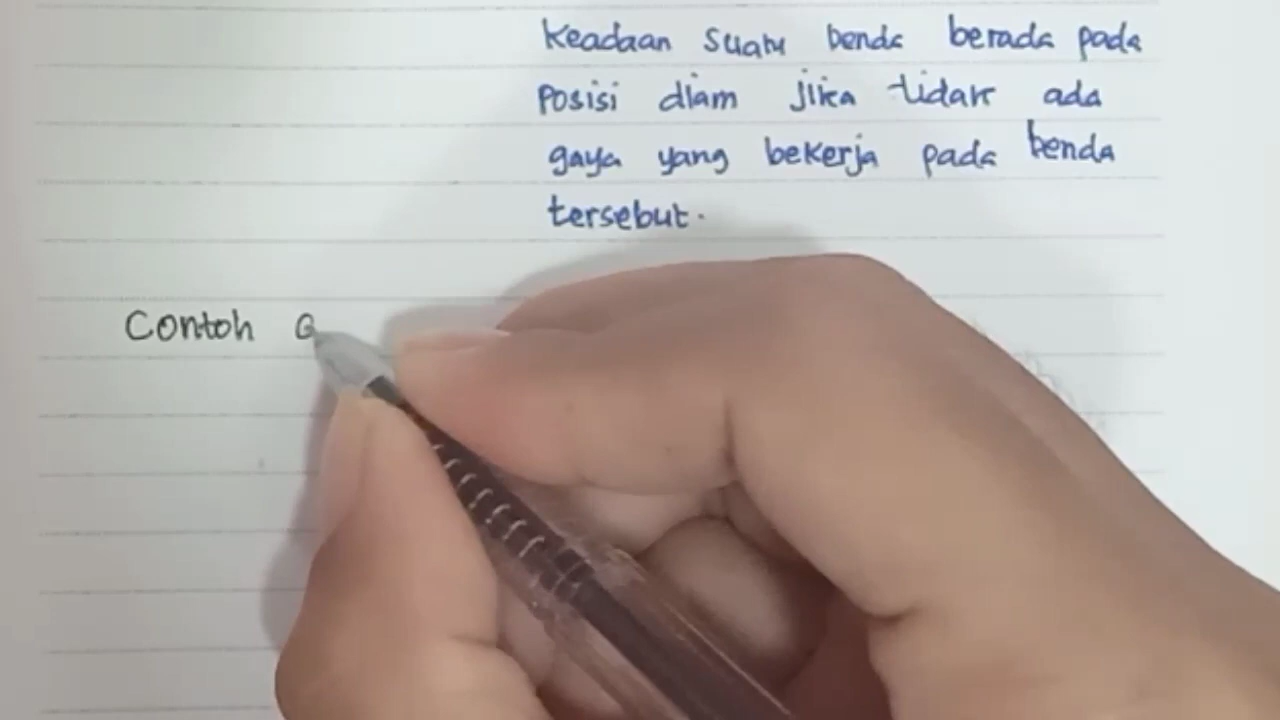 Keadaan suatu benda berada pada
posisi diam jika tidak ada
gaya yang bekerja pada benda
tersebut.
Contoh G